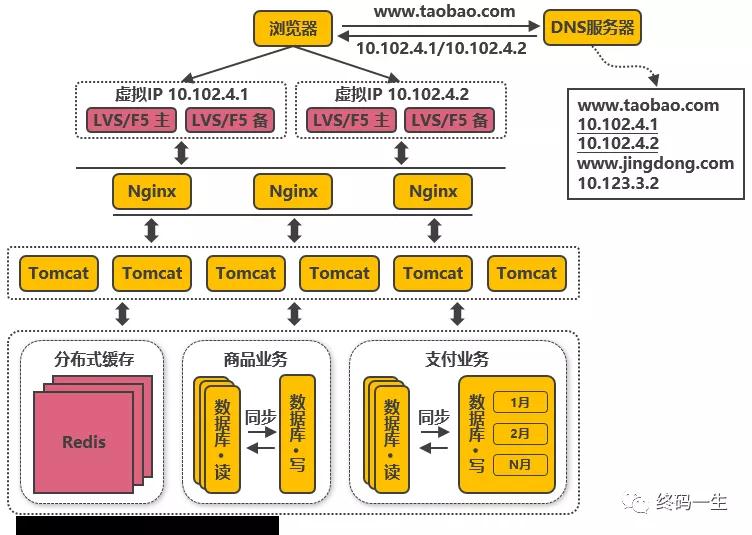 www.taobao.com
浏览器
DNS服务器
10.102.4.1/10.102.4.2
虚拟IP 10.102.4.1
LVS/F5 主
LVS/F5 备
虚拟IP 10.102.4.2
LVS/F5 主
LVS/F5 备
www.taobao.com
10.102.4.1
10.102.4.2
www.jingdong.com
10.123.3.2
Nginx
Nginx
Nginx
Tomcat
Tomcat
Tomcat
Tomcat
Tomcat
Tomcat
分布式缓存
Redis
商品业务
数据库·读
同步
数据库·写
支付业务
数据库·读
同步
数据库·写
1月
2月
N月
终码一生